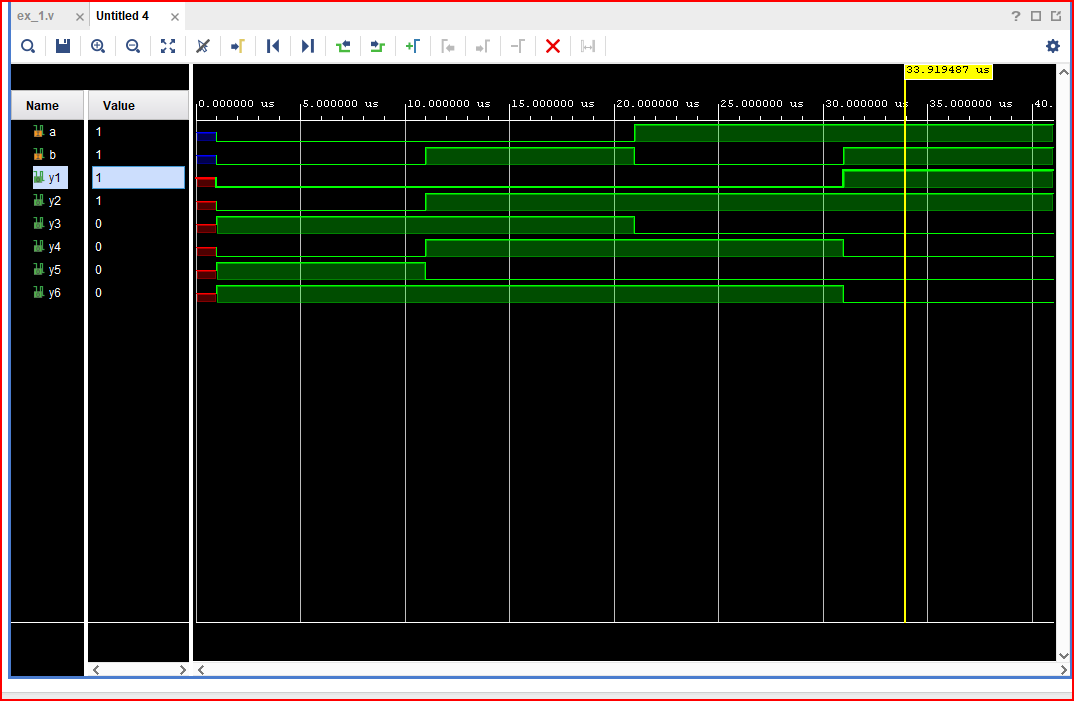 ex_1.v × Untitled 4 × ?
33.919487 us
Name Value
0.000000 us 5.000000 us 10.000000 us 15.000000 us 20.000000 us 25.000000 us 30.000000 us 35.000000 us 40.
a 1
b 1
y1 1
y2 1
y3 0
y4 0
y5 0
y6 0